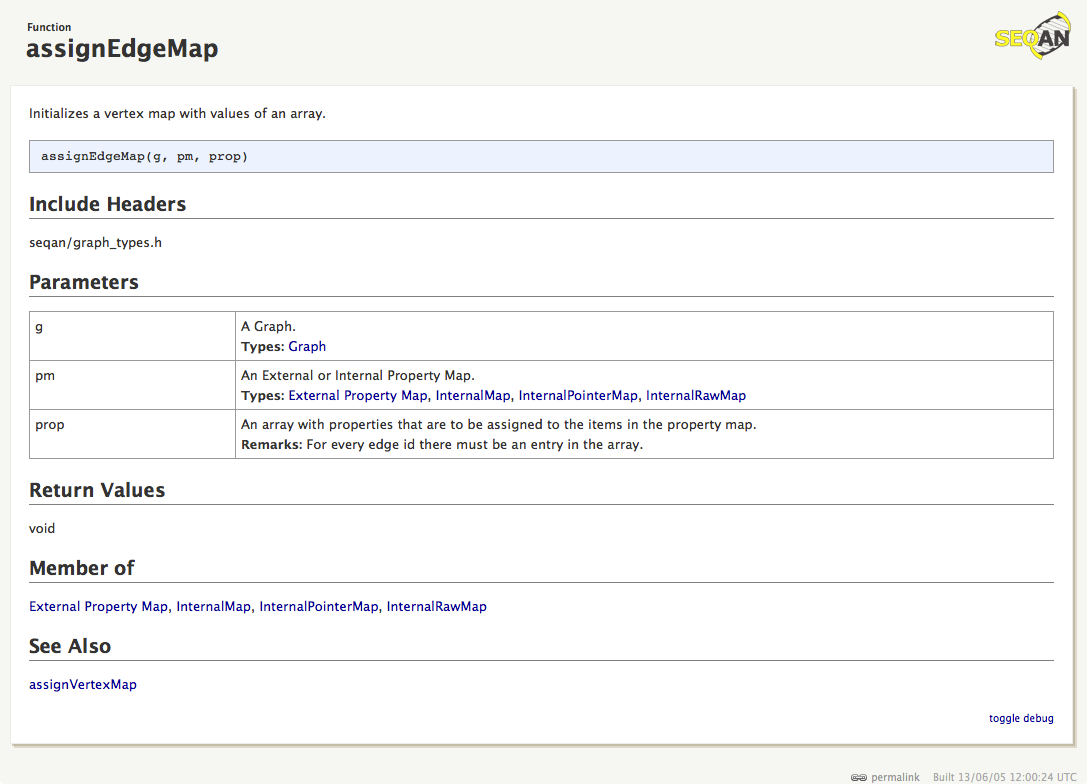 Function
assignEdgeMap
SEQAN
Initializes a vertex map with values of an array.
assignEdgeMap(g, pm, prop)
Include Headers
seqan/graph_types.h
Parameters
g
A Graph.
Types: Graph
pm
An External or Internal Property Map.
Types: External Property Map, InternalMap, InternalPointerMap, InternalRawMap
prop
An array with properties that are to be assigned to the items in the property map.
Remarks: For every edge id there must be an entry in the array.
Return Values
void
Member of
External Property Map, InternalMap, InternalPointerMap, InternalRawMap
See Also
assignVertexMap
toggle debug
permalink Built 13/06/05 12:00:24 UTC